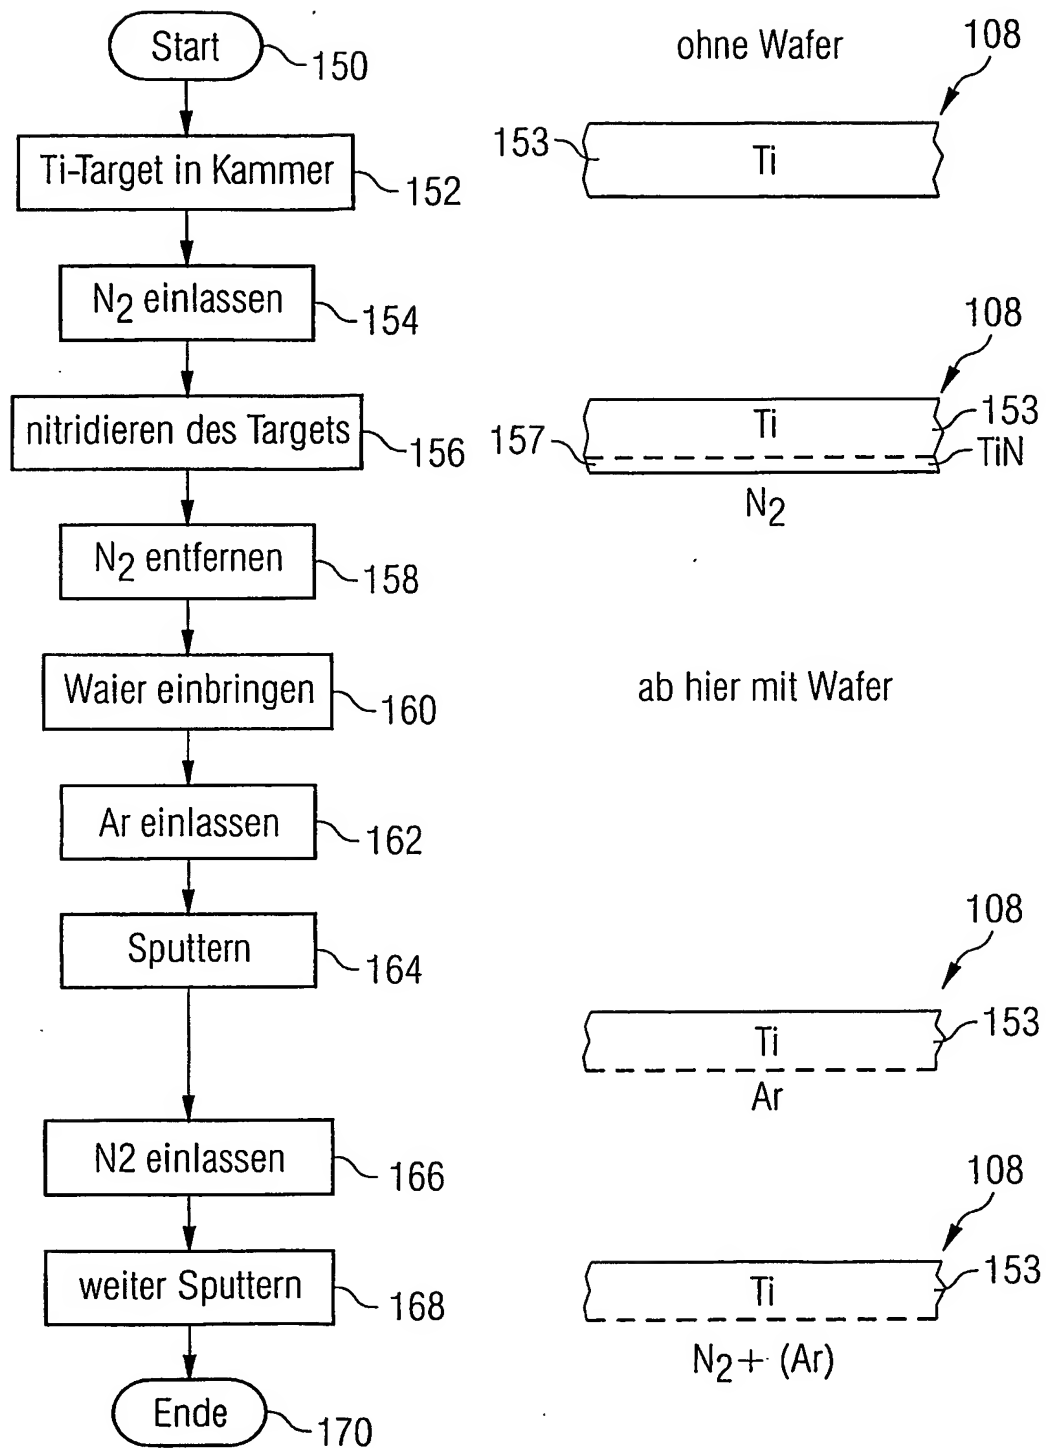 Start
150
ohne Wafer
108
Ti-Target in Kammer
152
153
Ti
N2 einlassen
154
108
nitridieren des Targets
156
157
Ti
153
TiN
N2
N2 entfernen
158
Waier einbringen
160
ab hier mit Wafer
Ar einlassen
162
Sputtern
164
108
Ti
153
Ar
N2 einlassen
166
108
weiter Sputtern
168
Ti
153
N2 + (Ar)
Ende
170